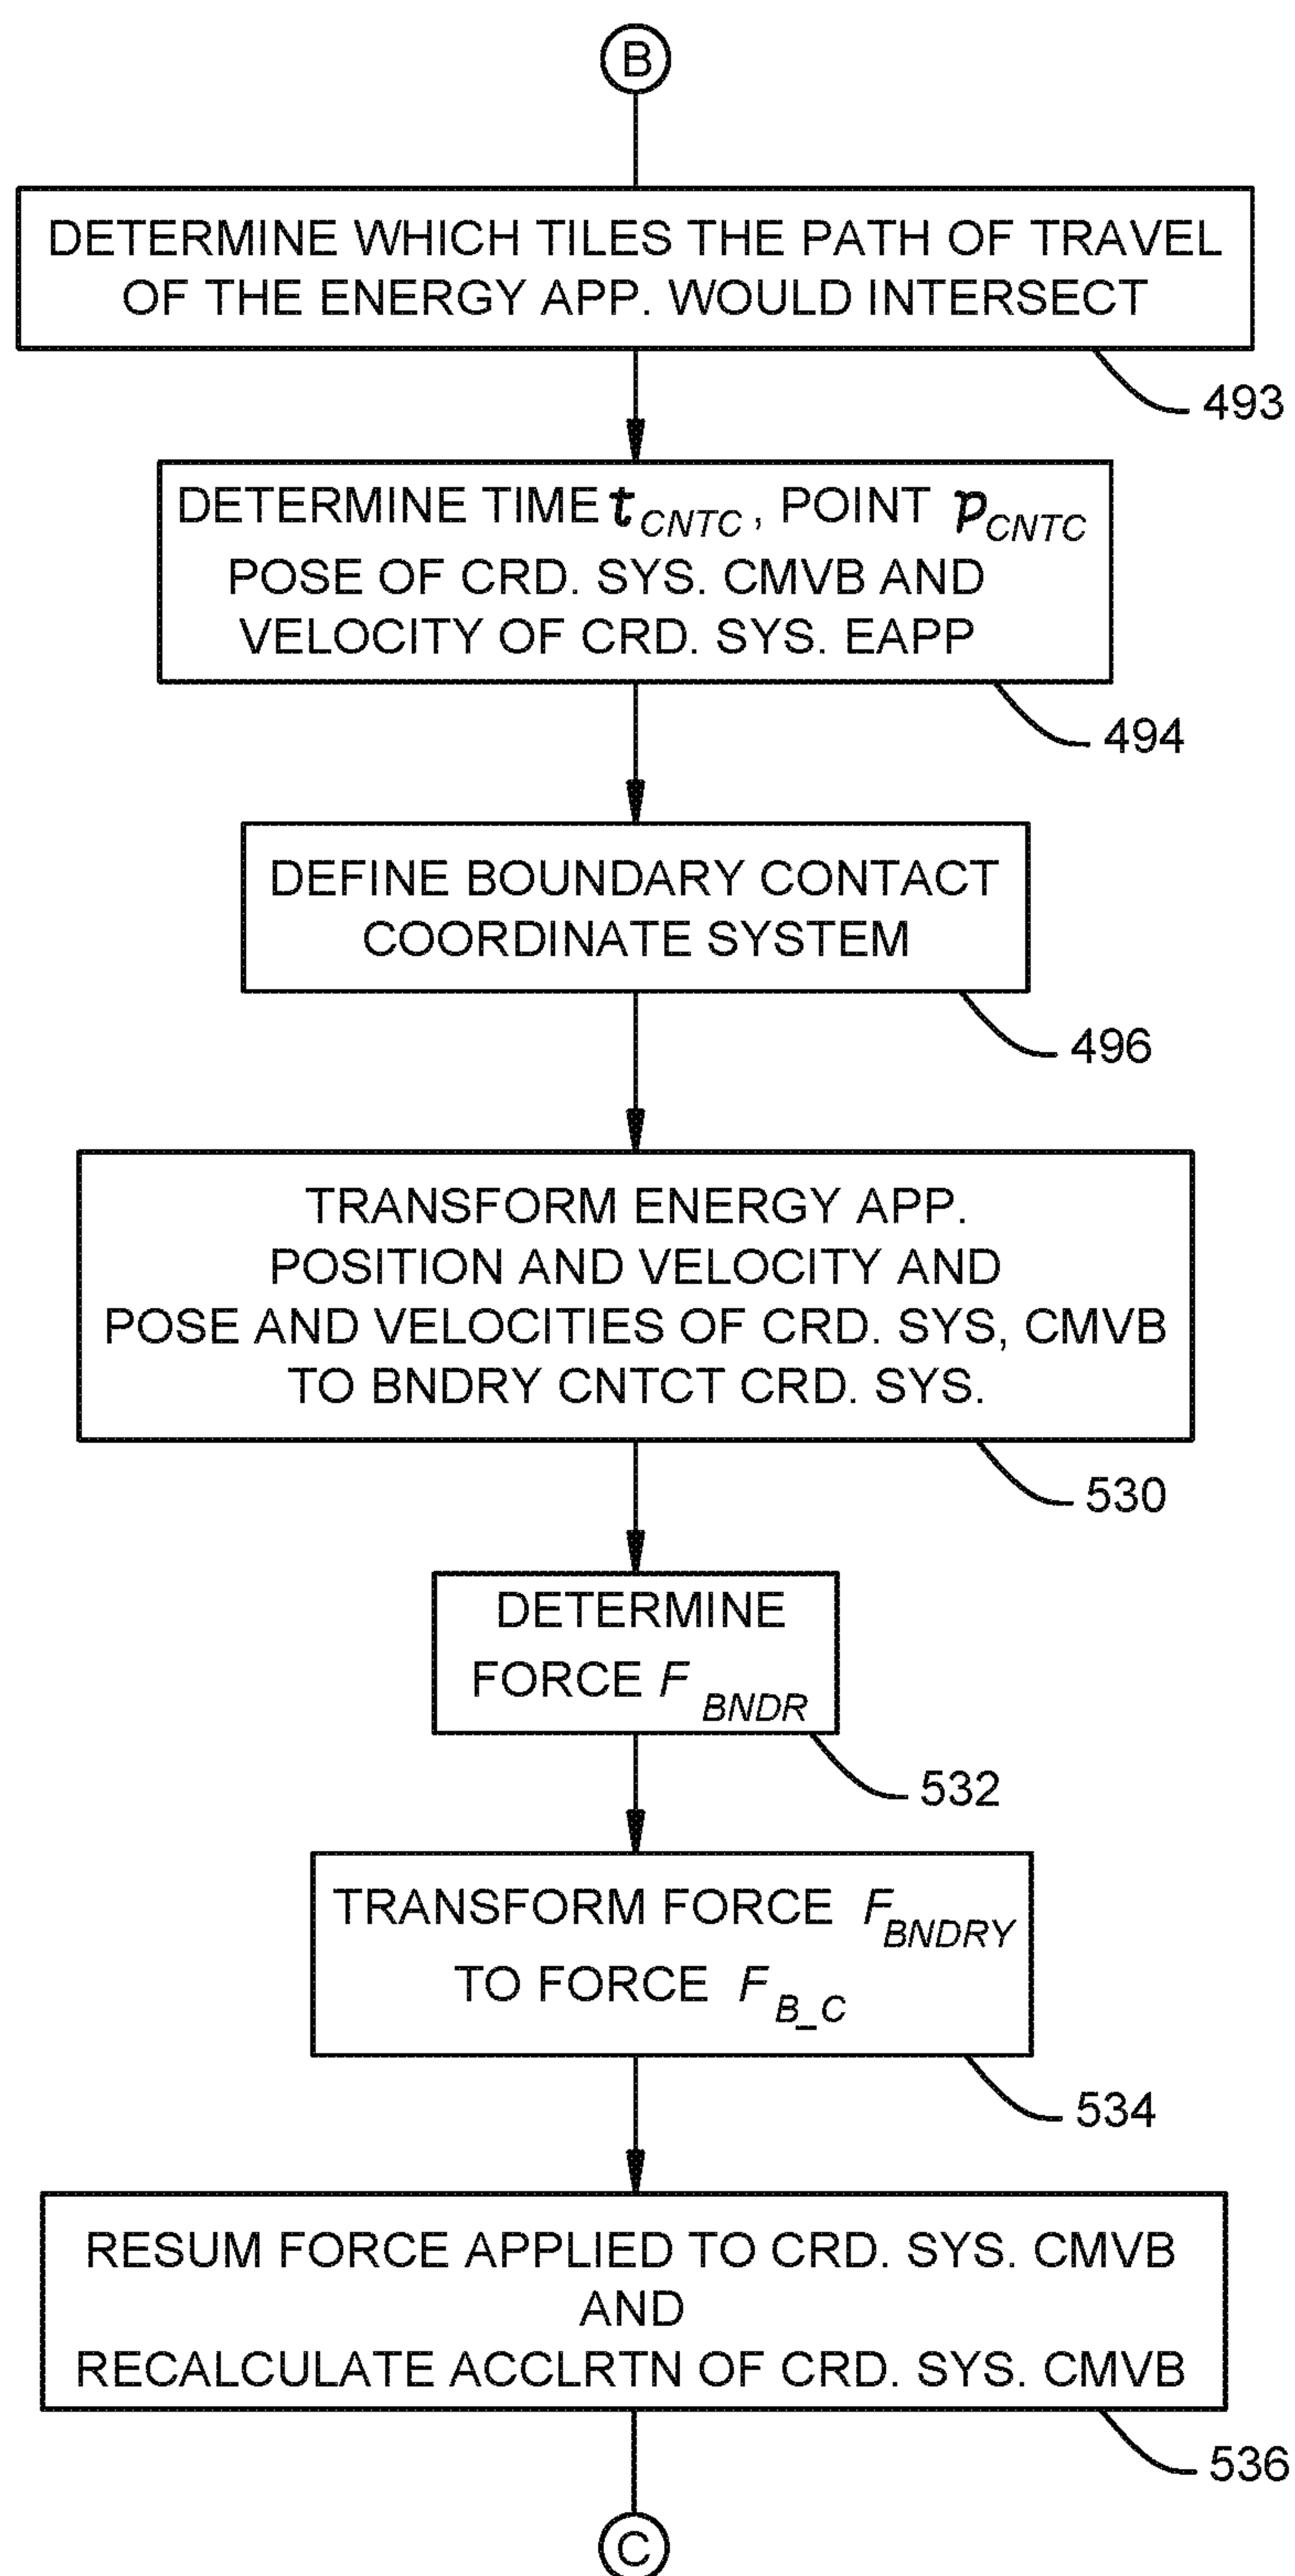 B
DETERMINE WHICH TILES THE PATH OF TRAVEL
OF THE ENERGY APP. WOULD INTERSECT
493
DETERMINE TIME t CNTC, POINT p CNTC
POSE OF CRD. SYS. CMVB AND
VELOCITY OF CRD. SYS. EAPP
494
DEFINE BOUNDARY CONTACT
COORDINATE SYSTEM
496
TRANSFORM ENERGY APP.
POSITION AND VELOCITY AND
POSE AND VELOCITIES OF CRD. SYS, CMVB
TO BNDRY CNTCT CRD. SYS.
530
DETERMINE
FORCE F BNDR
532
TRANSFORM FORCE F BNDRY
TO FORCE F B_C
534
RESUM FORCE APPLIED TO CRD. SYS. CMVB
AND
RECALCULATE ACCLRTN OF CRD. SYS. CMVB
536
C